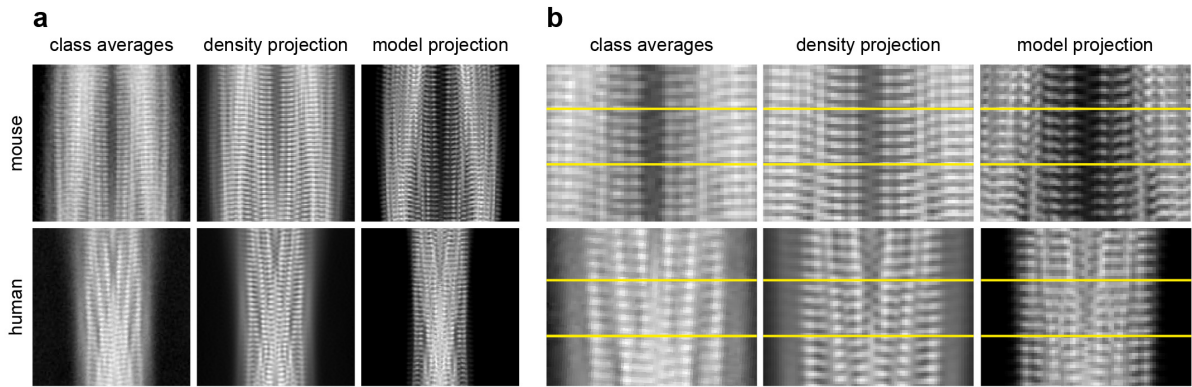 a
b
class averages density projection model projection
class averages density projection model projection
mouse
human